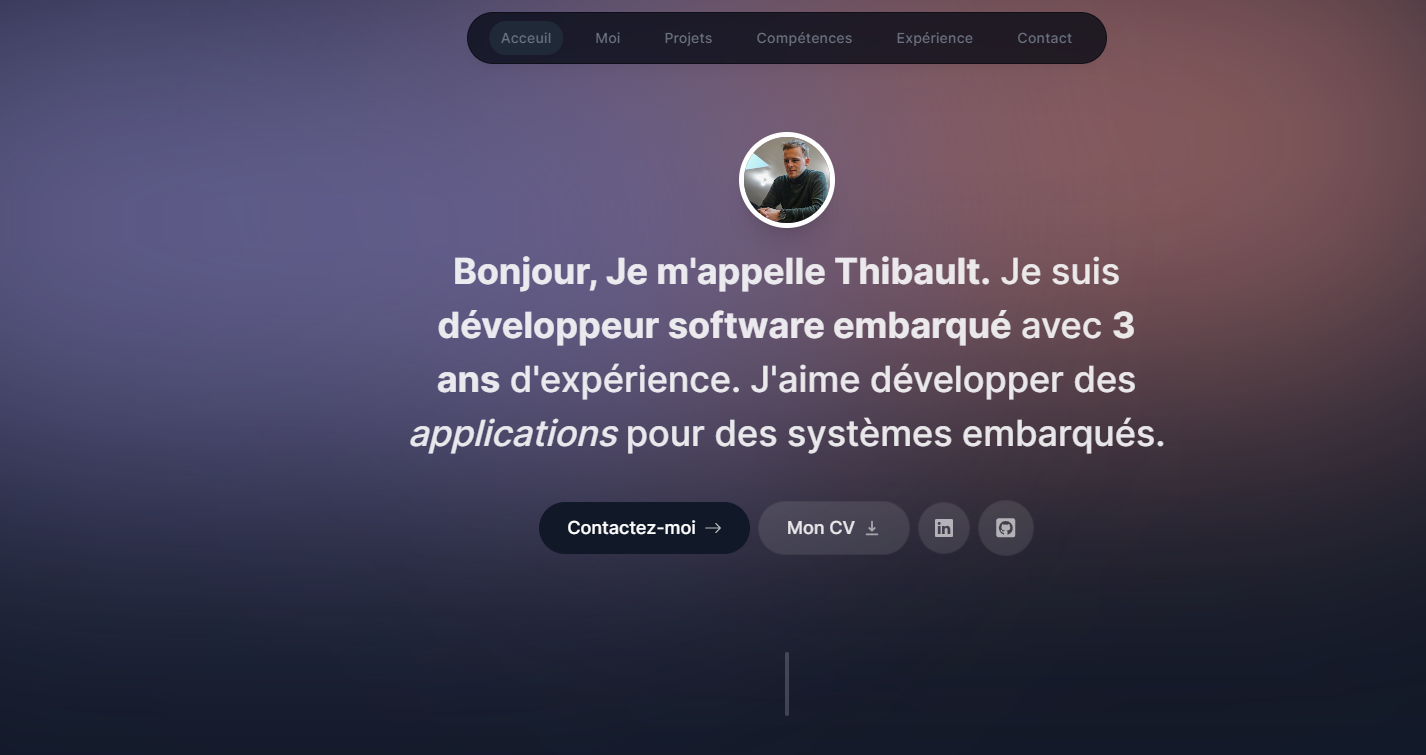 Acceuil Moi Projets Compétences Expérience Contact
Bonjour, Je m'appelle Thibault. Je suis
développeur software embarqué avec 3
ans d'expérience. J'aime développer des
applications pour des systèmes embarqués.
Contactez-moi Mon CV in